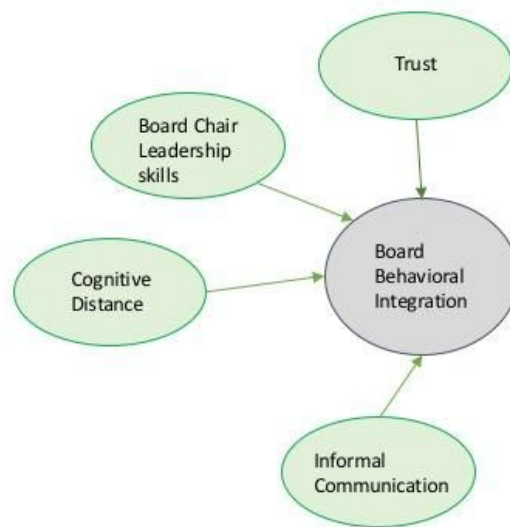 Trust
Board Chair
Leadership
skills
Board
Behavioral
Integration
Cognitive
Distance
Informal
Communication